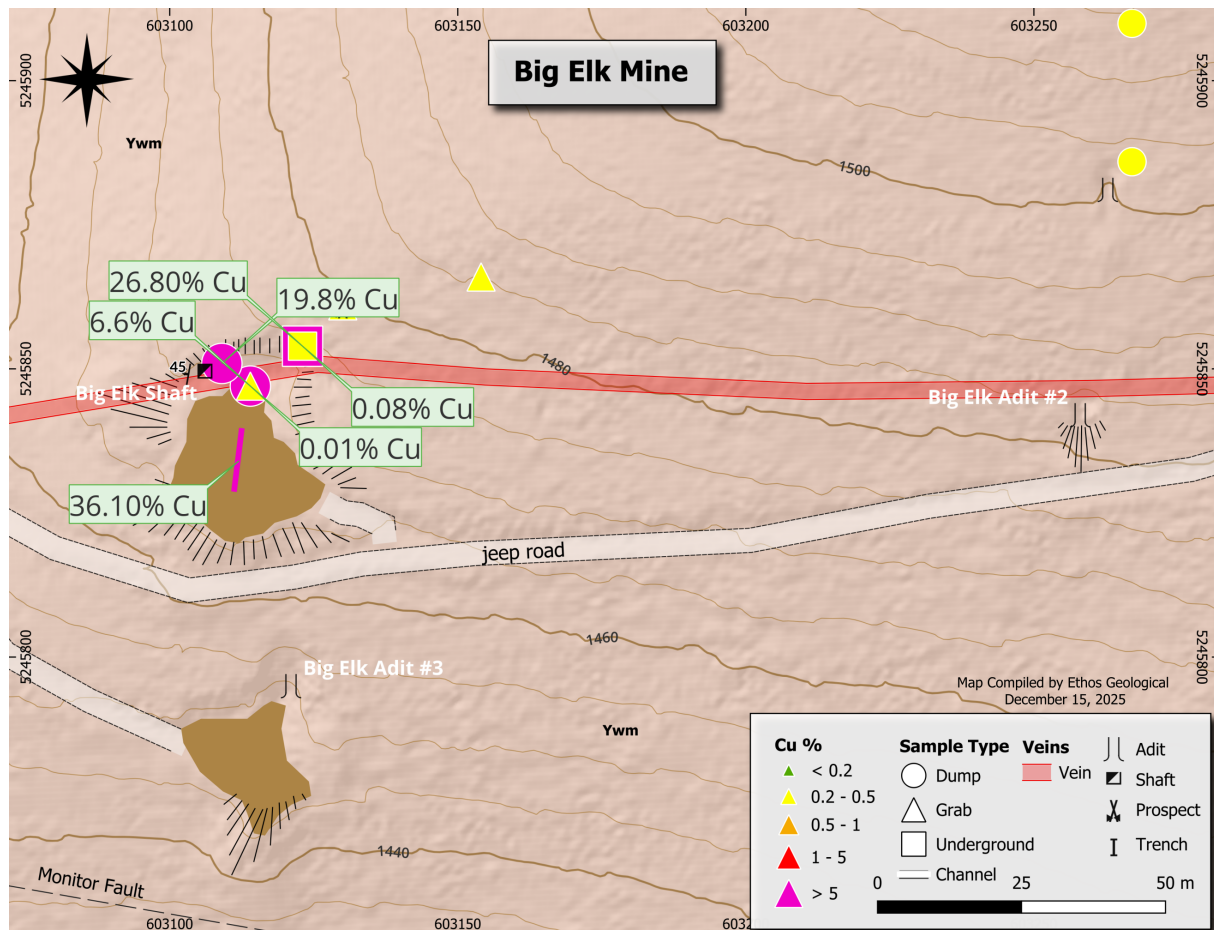 603100
603150
603200
603250
5245900
5245900
Big Elk Mine
Ywm
1500
26.80% Cu
19.8% Cu
6.6% Cu
45
5245850
5245850
1480
Big Elk Shaft
Big Elk Adit #2
0.08% Cu
0.01% Cu
36.10% Cu
jeep road
1460
5245800
5245800
Big Elk Adit #3
Map Compiled by Ethos Geological
December 15, 2025
Ywm
Cu %
< 0.2
0.2 - 0.5
0.5 - 1
1 - 5
> 5
Sample Type
Dump
Grab
Underground
Channel
Veins
Vein
Adit
Shaft
Prospect
Trench
0
25
50 m
1440
Monitor Fault
603100
603150